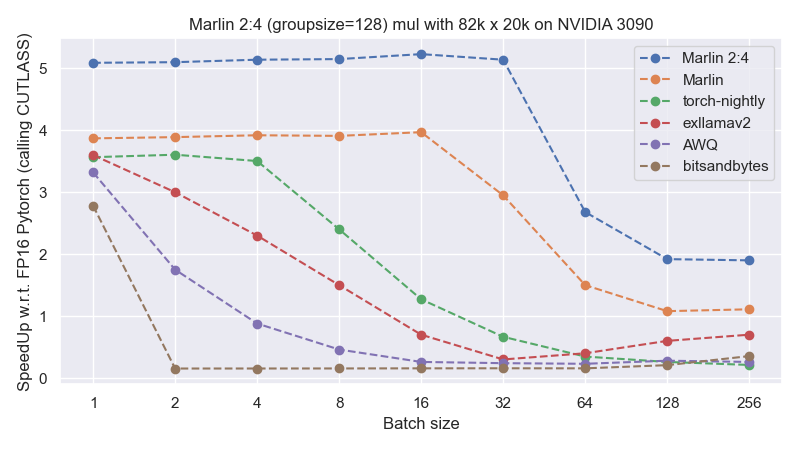 Marlin 2:4 (groupsize=128) mul with 82k x 20k on NVIDIA 3090
SpeedUp w.r.t. FP16 Pytorch (calling CUTLASS)
5
4
3
2
1
0
Marlin 2:4
Marlin
torch-nightly
exllamav2
AWQ
bitsandbytes
1 2 4 8 16 32 64 128 256
Batch size